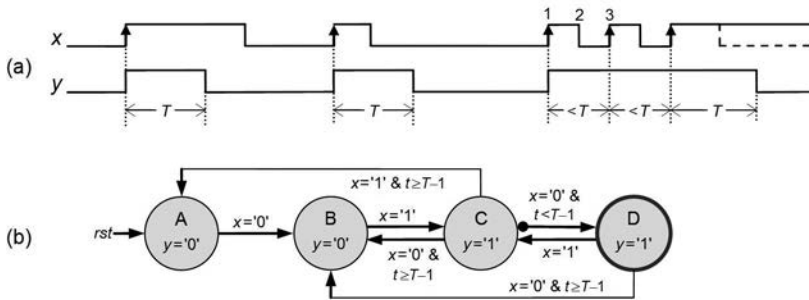 1 2 3
x
(a)
y
T T <T <T T
x='1' & t≥T–1
x='0' &
t<T–1
A B C D
x='0' x='1'
(b) rst
y='0' y='0' y='1' y='1'
x='0' &
t≥T–1
x='1'
x='0' & t≥T–1